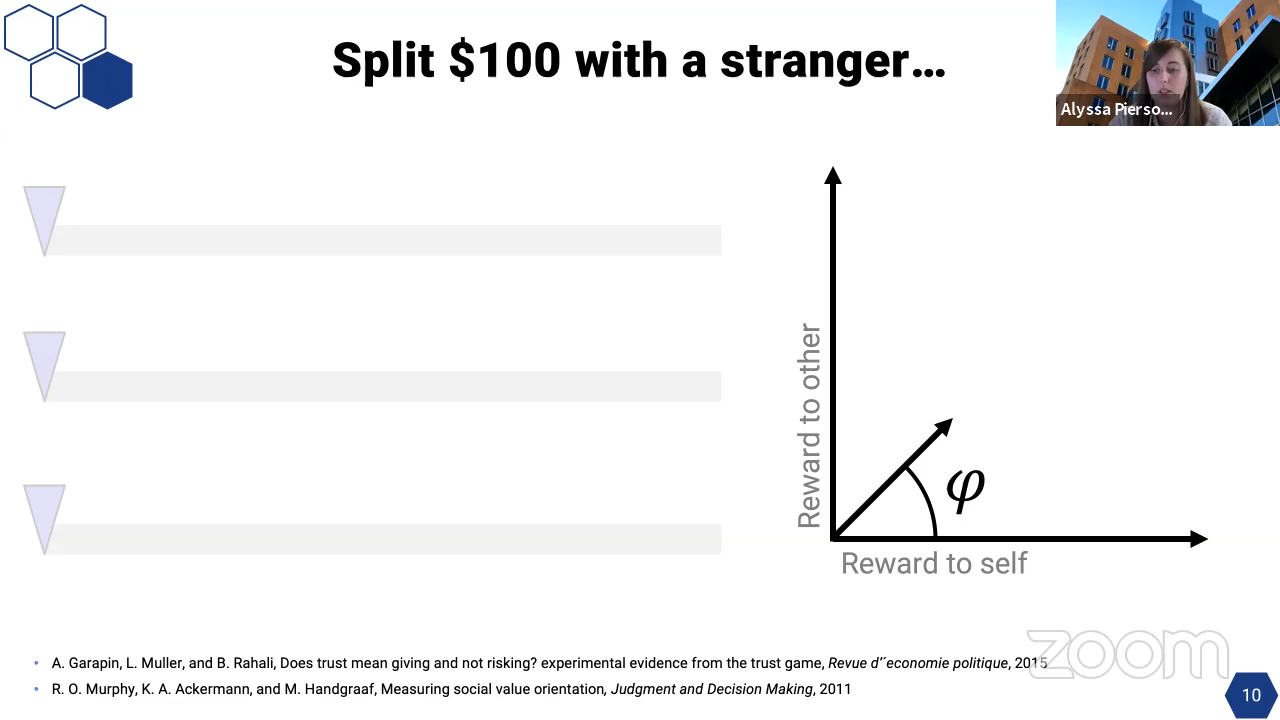 Split $100 with a stranger…
Alyssa Pierso...
Reward to other
φ
Reward to self
• A. Garapin, L. Muller, and B. Rahali, Does trust mean giving and not risking? experimental evidence from the trust game, Revue d’´economie politique, 2015
• R. O. Murphy, K. A. Ackermann, and M. Handgraaf, Measuring social value orientation, Judgment and Decision Making, 2011
zoom
10